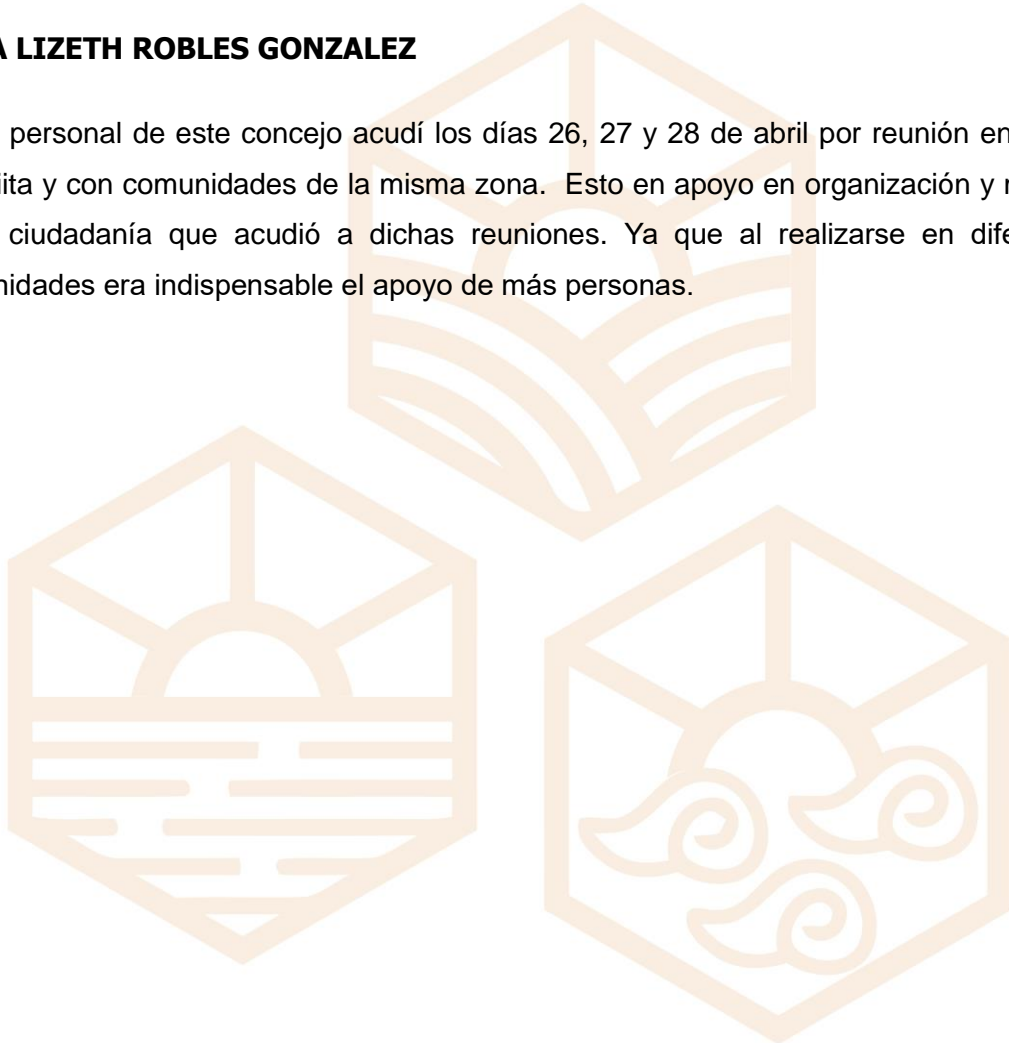 A LIZETH ROBLES GONZALEZ
personal de este concejo acudí los días 26, 27 y 28 de abril por reunión en
iita y con comunidades de la misma zona. Esto en apoyo en organización y
ciudadanía que acudió a dichas reuniones. Ya que al realizarse en dife
nidades era indispensable el apoyo de más personas.